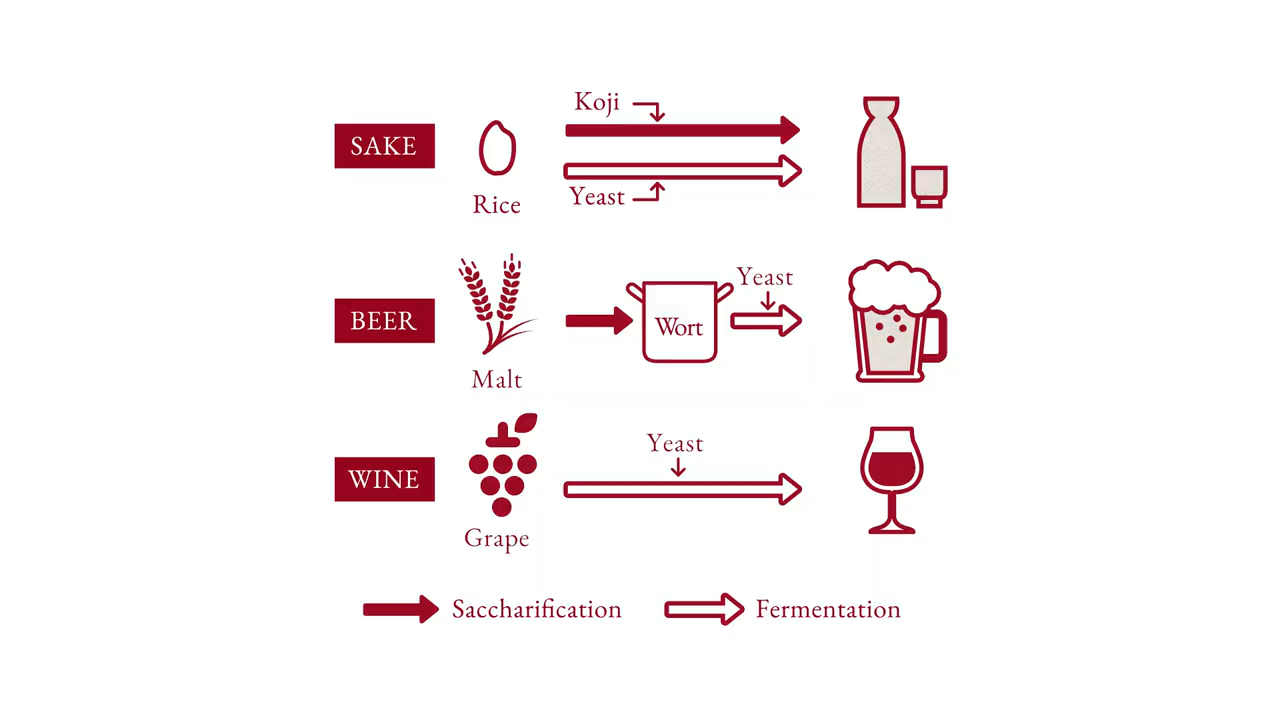 Koji
SAKE
Yeast
Rice
Yeast
BEER
Wort
Malt
Yeast
WINE
Grape
Saccharification
Fermentation